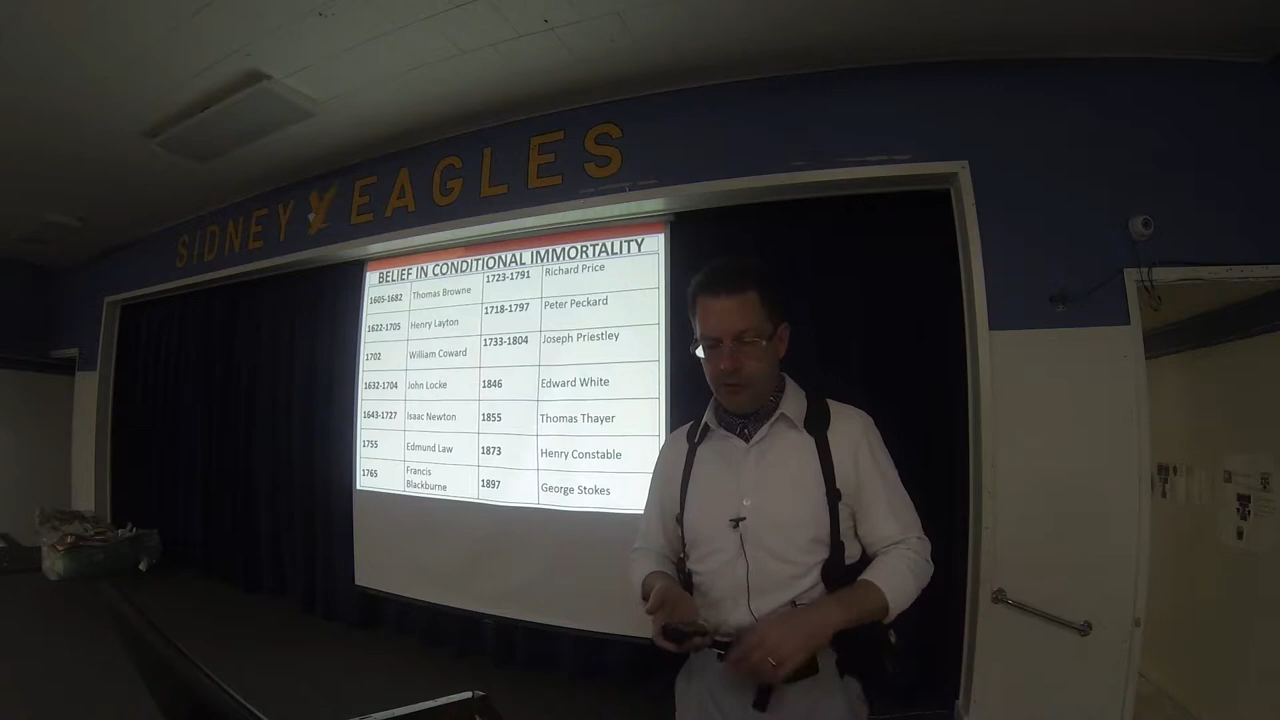 SIDNEY EAGLES
BELIEF IN CONDITIONAL IMMORTALITY
1605-1682 Thomas Browne 1723-1791 Richard Price
1622-1705 Henry Layton 1718-1797 Peter Peckard
1702 William Coward 1733-1804 Joseph Priestley
1632-1704 John Locke 1846 Edward White
1643-1727 Isaac Newton 1855 Thomas Thayer
1755 Edmund Law 1873 Henry Constable
1765 Francis Blackburne 1897 George Stokes